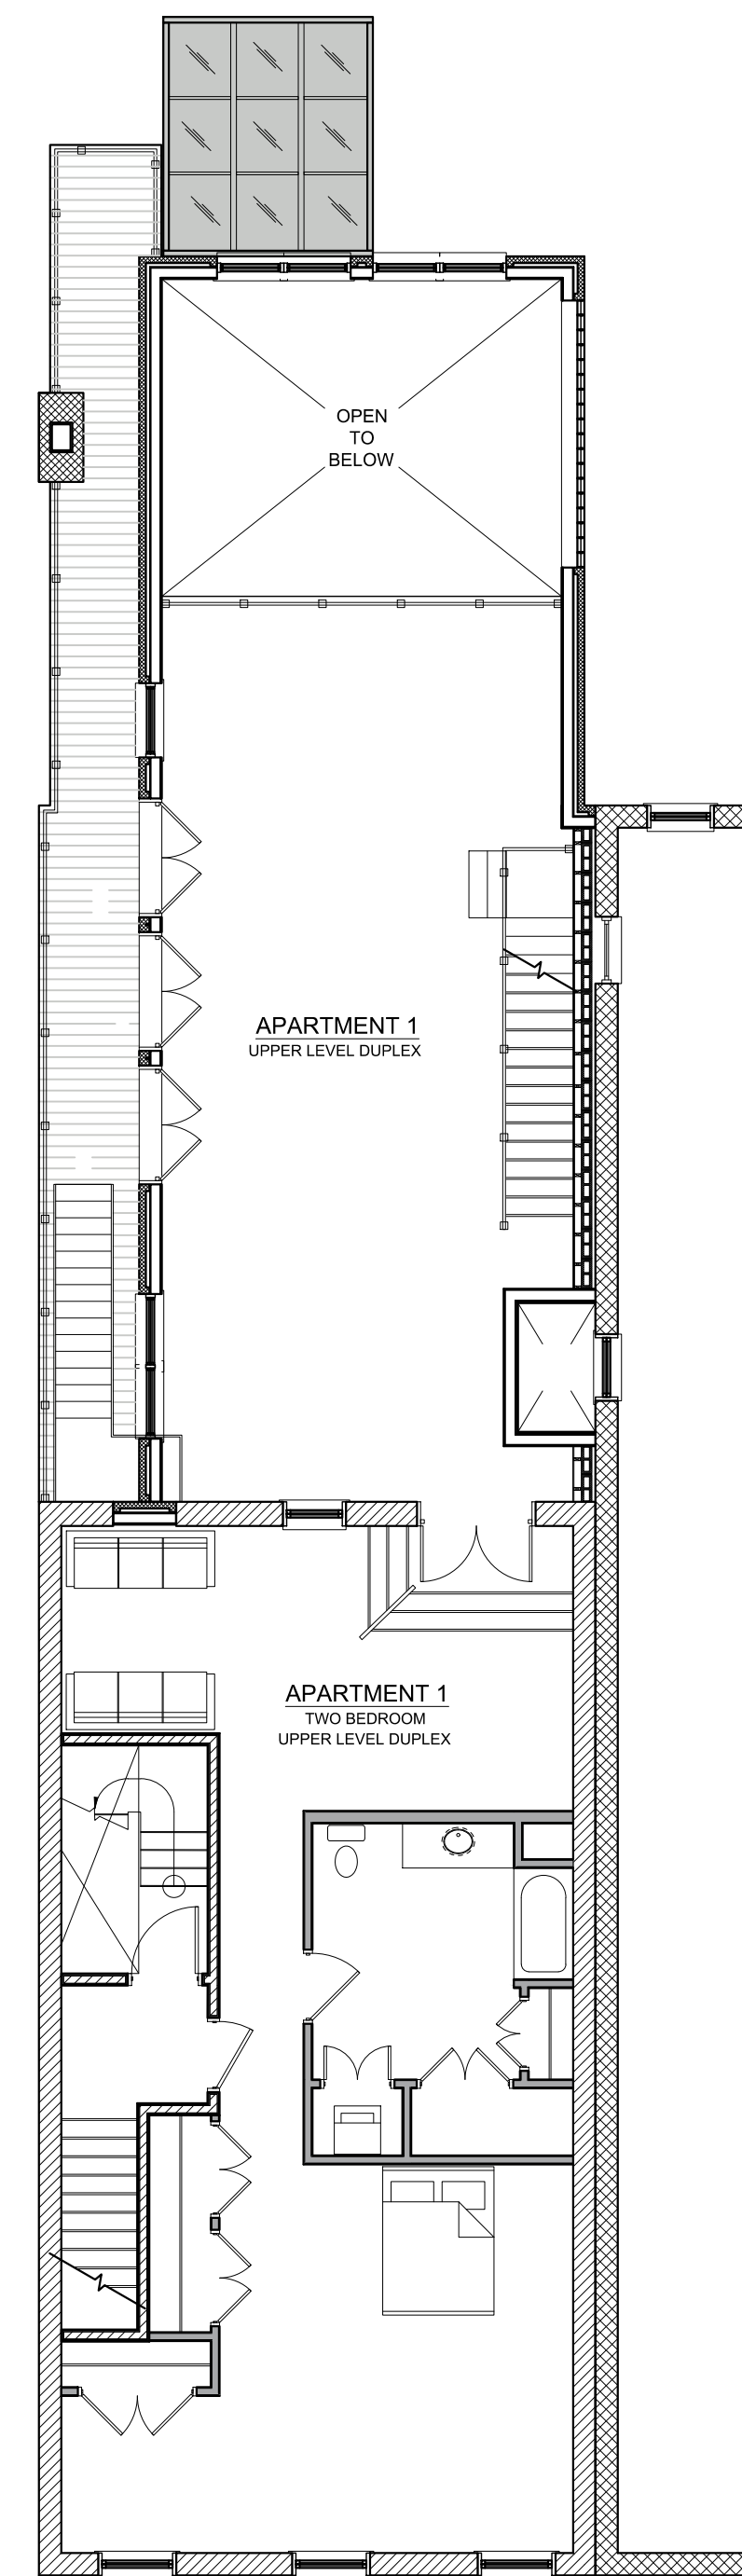 OPEN
TO
BELOW
APARTMENT 1
UPPER LEVEL DUPLEX
APARTMENT 1
TWO BEDROOM
UPPER LEVEL DUPLEX